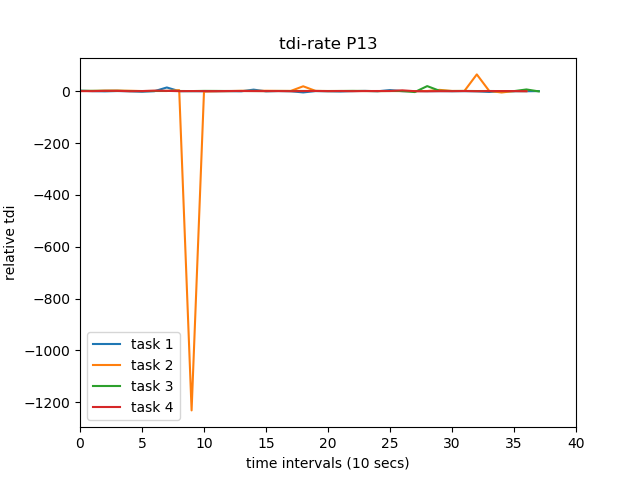 tdi-rate P13
relative tdi
0
−200
−400
−600
−800
−1000
−1200
task 1
task 2
task 3
task 4
0 5 10 15 20 25 30 35 40
time intervals (10 secs)